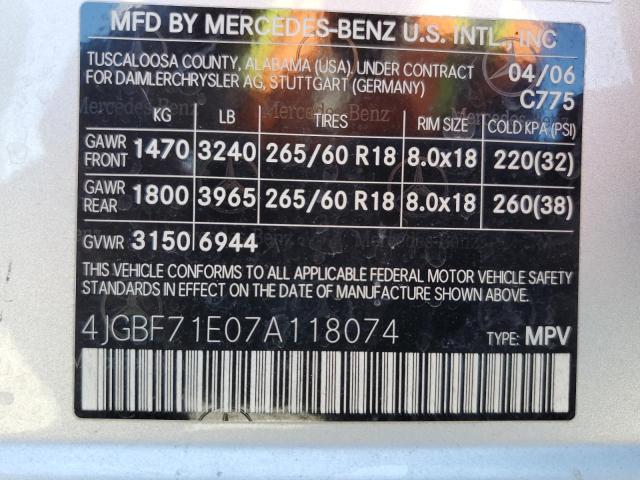 MFD BY MERCEDES-BENZ U.S. INTL., INC
TUSCALOOSA COUNTY, ALABAMA (USA), UNDER CONTRACT 04/06
FOR DAIMLERCHRYSLER AG, STUTTGART (GERMANY) C775
KG LB TIRES RIM SIZE COLD KPA (PSI)
GAWR FRONT 1470 3240 265/60 R18 8.0x18 220(32)
GAWR REAR 1800 3965 265/60 R18 8.0x18 260(38)
GVWR 3150 6944
THIS VEHICLE CONFORMS TO ALL APPLICABLE FEDERAL MOTOR VEHICLE SAFETY
STANDARDS IN EFFECT ON THE DATE OF MANUFACTURE SHOWN ABOVE.
4JGBF71E07A118074 TYPE: MPV